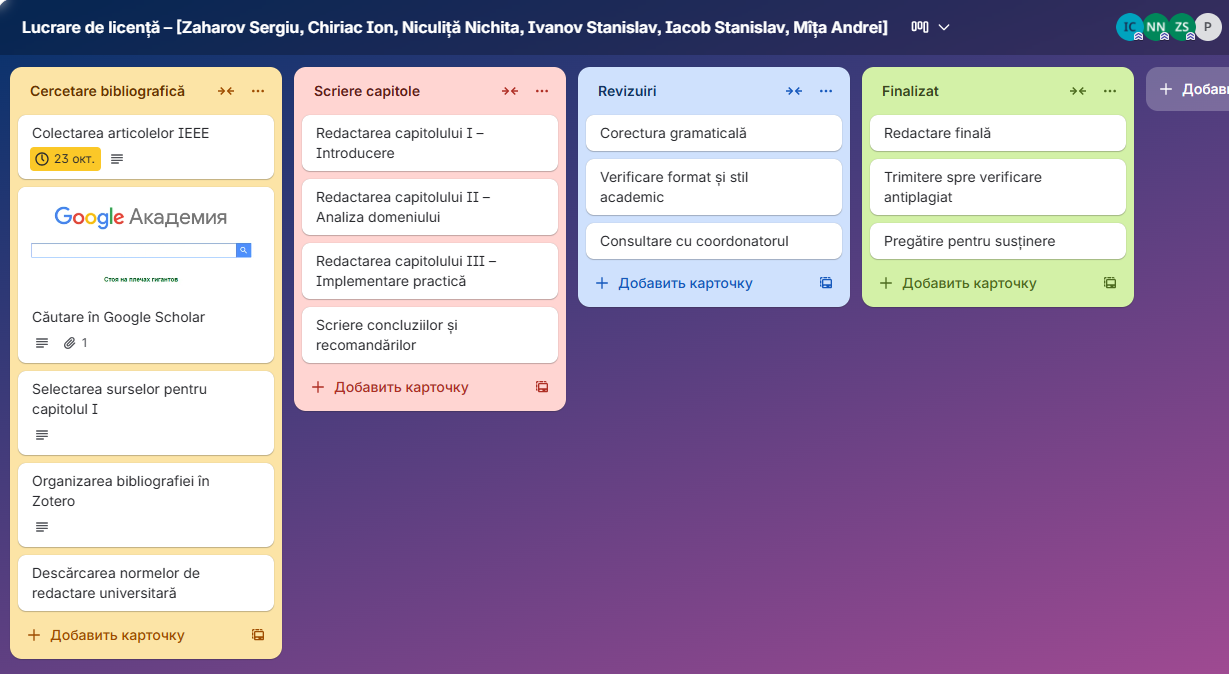 Lucrare de licență – [Zaharov Sergiu, Chiriac Ion, Niculiță Nichita, Ivanov Stanislav, Iacob Stanislav, Mîța Andrei]
IC NN ZS P
Cercetare bibliografică
Colectarea articolelor IEEE
23 окт.
Google Академия
Стоя на плечах гигантов
Căutare în Google Scholar
1
Selectarea surselor pentru
capitolul I
Organizarea bibliografiei în
Zotero
Descărcarea normelor de
redactare universitară
+ Добавить карточку
Scriere capitole
Redactarea capitolului I –
Introducere
Redactarea capitolului II –
Analiza domeniului
Redactarea capitolului III –
Implementare practică
Scriere concluziilor și
recomandărilor
+ Добавить карточку
Revizuiri
Corectura gramaticală
Verificare format și stil
academic
Consultare cu coordonatorul
+ Добавить карточку
Finalizat
Redactare finală
Trimitere spre verificare
antiplagiat
Pregătire pentru susținere
+ Добавить карточку
+ Добави